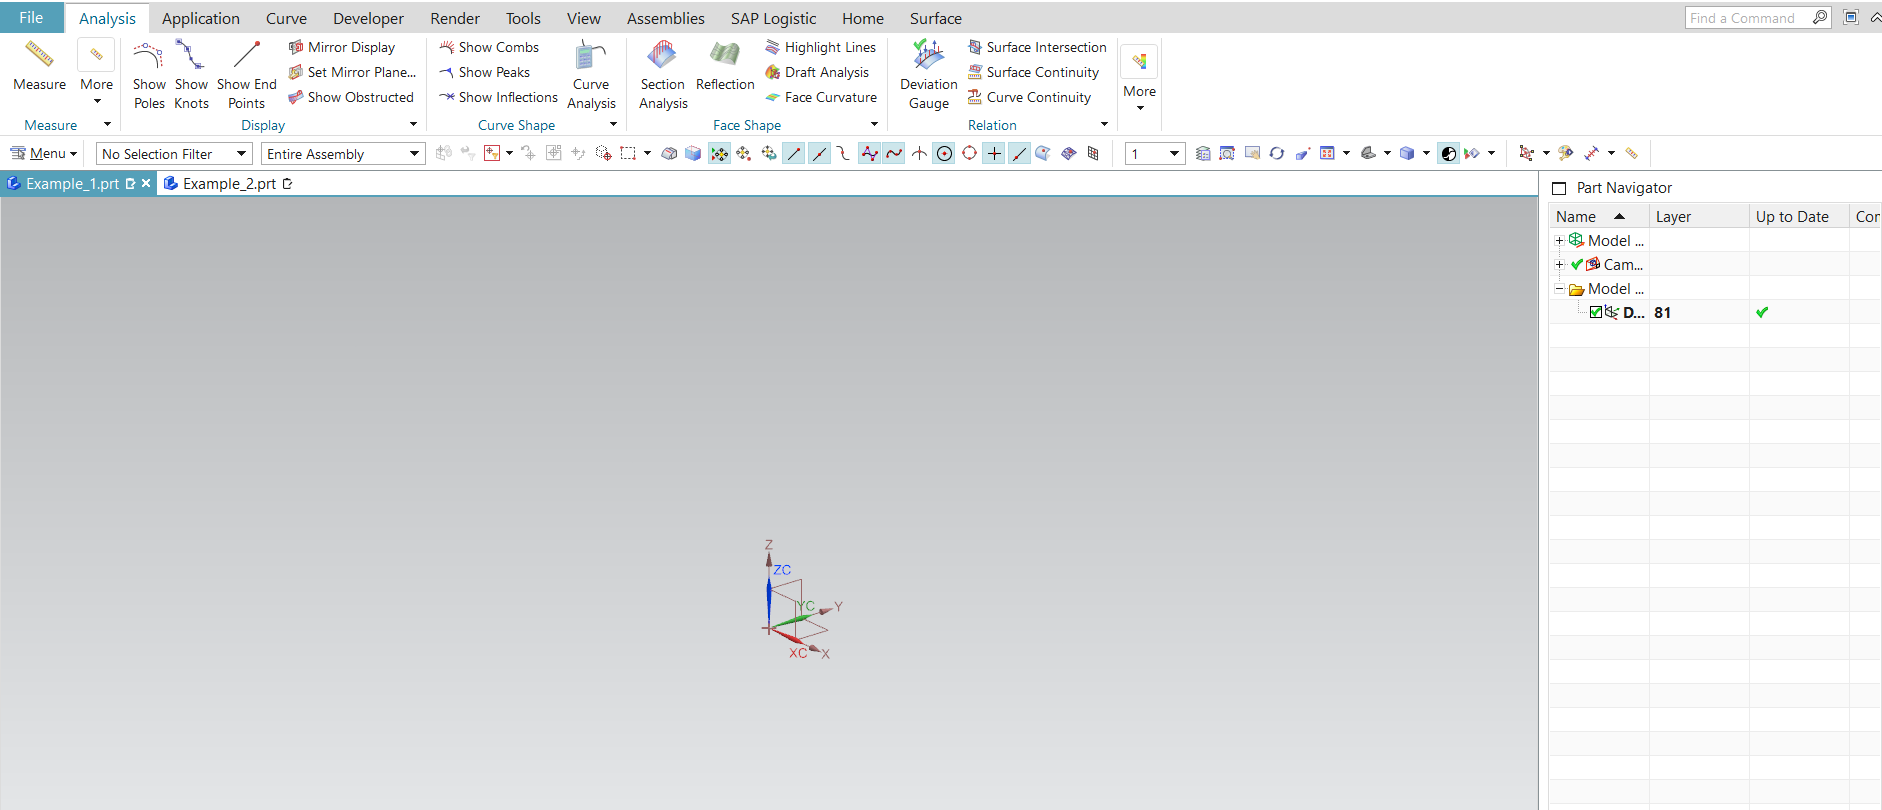 File Analysis Application Curve Developer Render Tools View Assemblies SAP Logistic Home Surface Find a Command
Measure
More
Measure
Show Poles
Show Knots
Show End Points
Mirror Display
Set Mirror Plane...
Show Obstructed
Display
Show Combs
Show Peaks
Show Inflections
Curve Analysis
Curve Shape
Section Analysis
Reflection
Highlight Lines
Draft Analysis
Face Curvature
Face Shape
Deviation Gauge
Surface Intersection
Surface Continuity
Curve Continuity
Relation
More
Menu No Selection Filter Entire Assembly 1
Example_1.prt Example_2.prt
Part Navigator
Name Layer Up to Date Cor
Model ...
Cam...
Model ...
D... 81
Z
ZC
YC Y
XC X